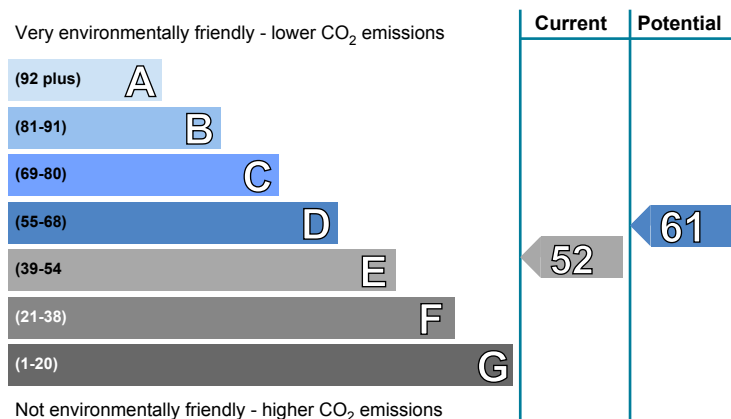 Very environmentally friendly - lower CO2 emissions
Current Potential
(92 plus) A
(81-91) B
(69-80) C
(55-68) D
(39-54 E
52
61
(21-38) F
(1-20) G
Not environmentally friendly - higher CO2 emissions